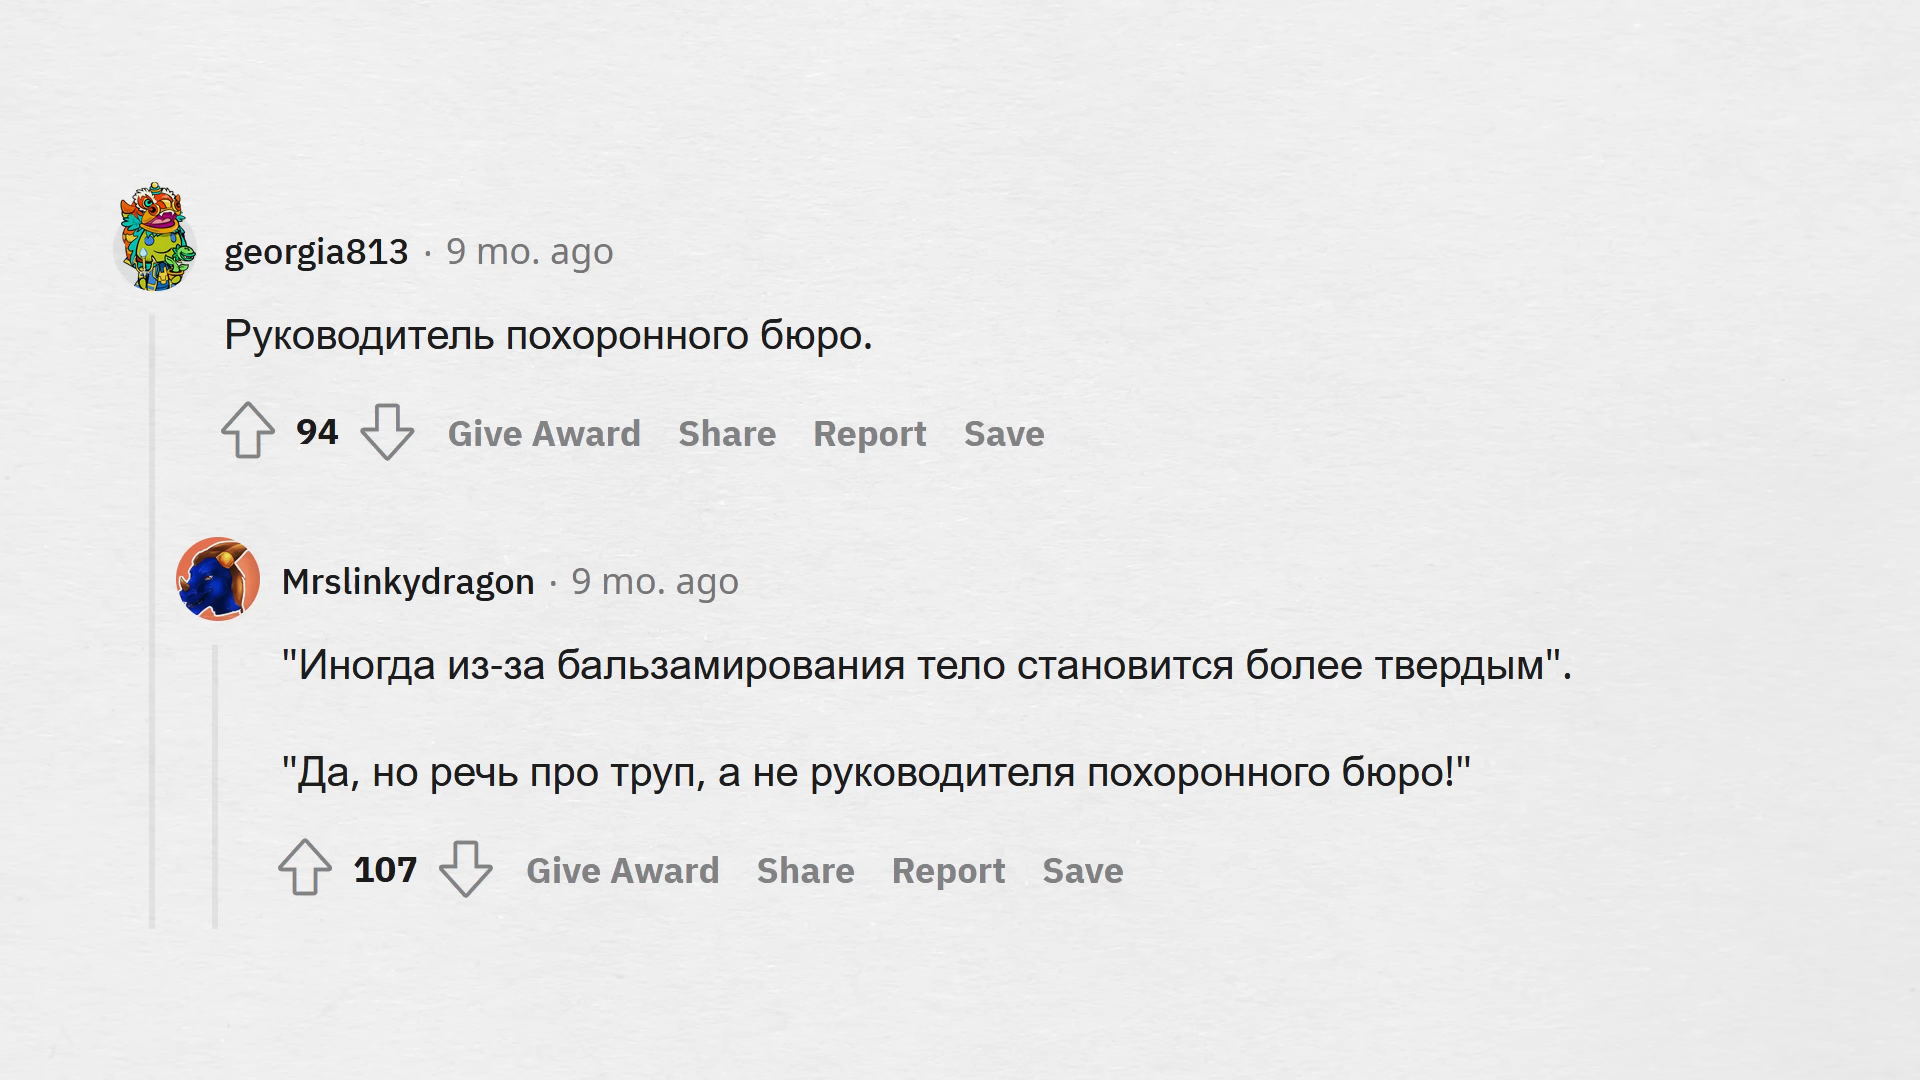 georgia813 · 9 mo. ago
Руководитель похоронного бюро.
94 Give Award Share Report Save
Mrslinkydragon · 9 mo. ago
"Иногда из-за бальзамирования тело становится более твердым".
"Да, но речь про труп, а не руководителя похоронного бюро!"
107 Give Award Share Report Save